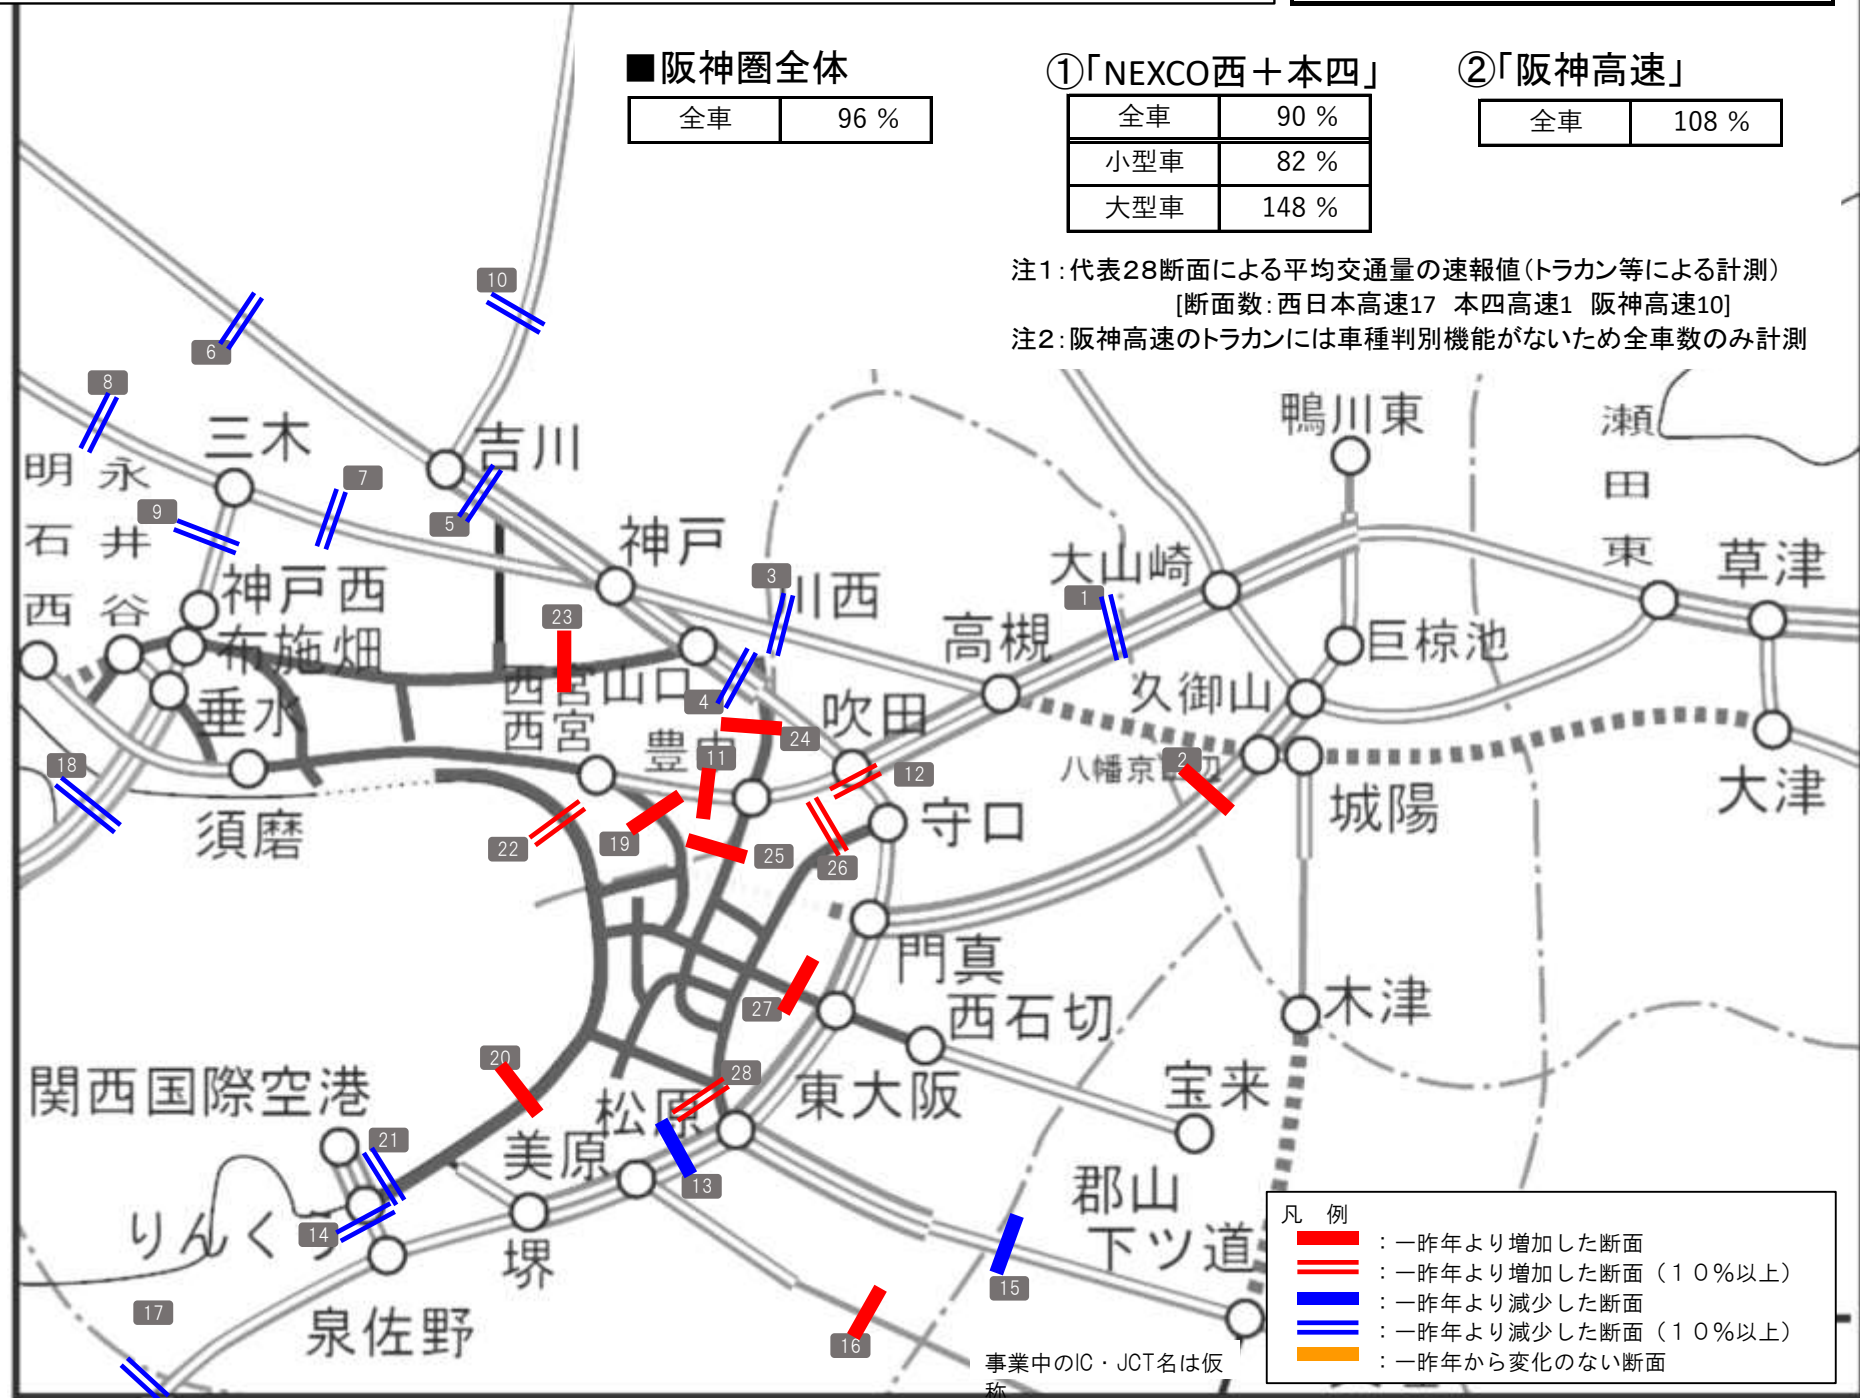 ■阪神圏全体
全車 96 %
①「NEXCO西＋本四」
全車 90 %
小型車 82 %
大型車 148 %
②「阪神高速」
全車 108 %
注１：代表２８断面による平均交通量の速報値（トラカン等による計測）
[断面数：西日本高速17　本四高速1　阪神高速10]
注２：阪神高速のトラカンには車種判別機能がないため全車数のみ計測
10
6
8
鴨川東
瀬田東
三木
吉川
明石西
永井谷
7
9
5
神戸
大山崎
草津
3
川西
1
神戸西
23
高槻
巨椋池
布施畑
西宮山口
4
久御山
垂水
西宮
吹田
豊中
24
11
12
2
八幡京田辺
18
大津
城陽
須磨
22
19
25
26
守口
門真
27
西石切
木津
20
28
関西国際空港
松原
東大阪
宝来
21
美原
13
郡山
下ツ道
りんくう
14
堺
15
17
泉佐野
16
事業中のIC・JCT名は仮
称
凡　例
：一昨年より増加した断面
：一昨年より増加した断面（１０％以上）
：一昨年より減少した断面
：一昨年より減少した断面（１０％以上）
：一昨年から変化のない断面